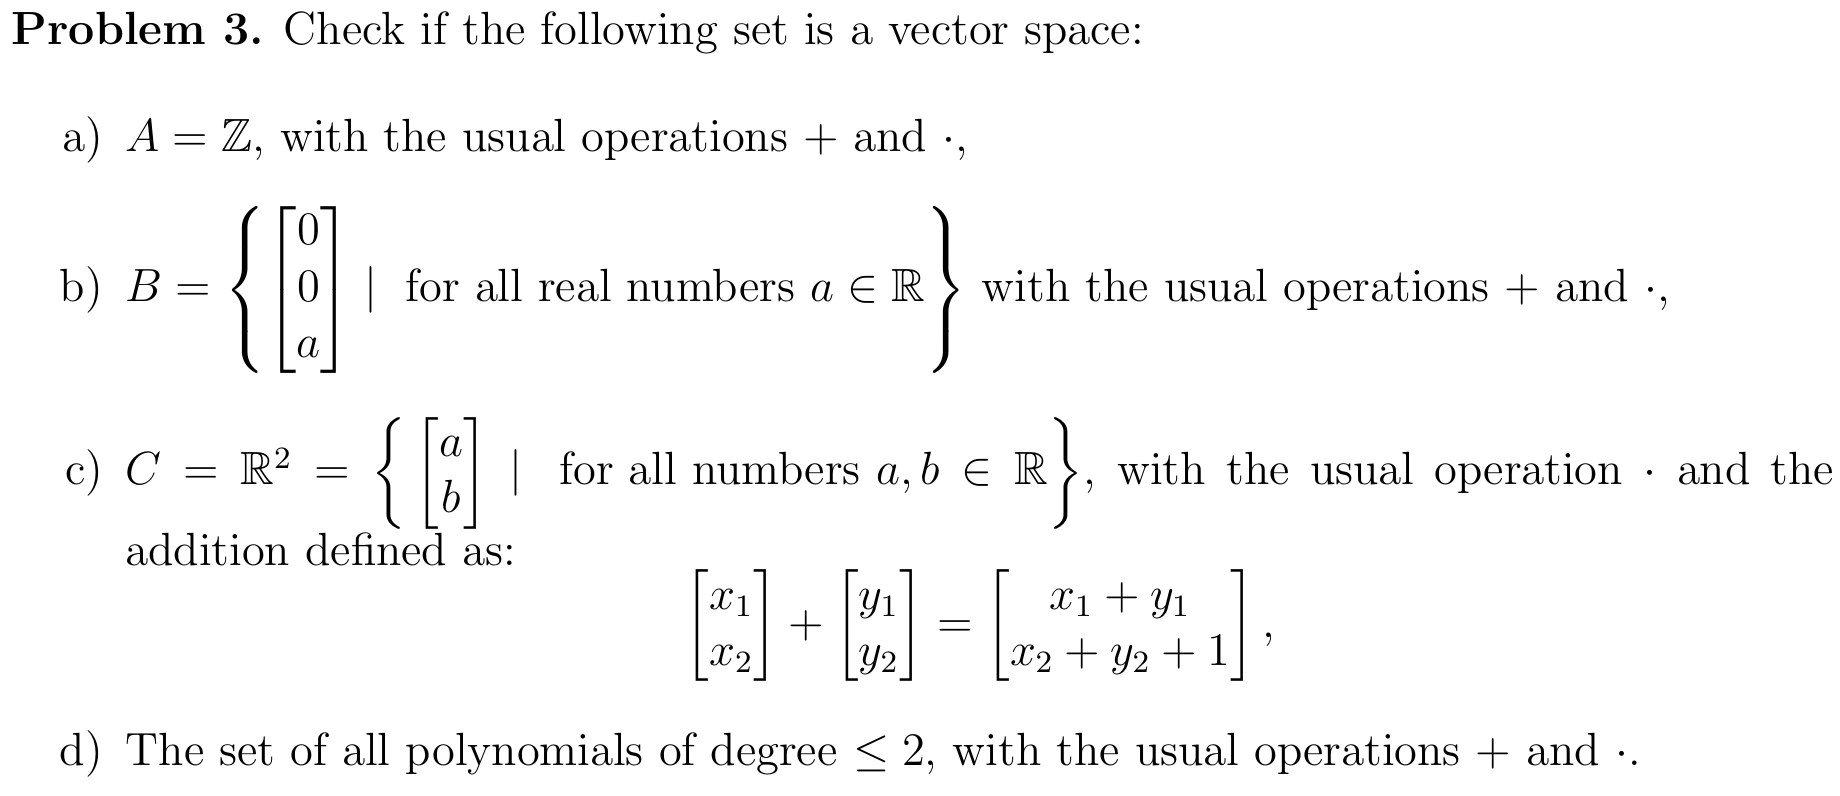 Problem 3. Check if the following set is a vector space:
a) A = ℤ, with the usual operations + and ·,
b) B = { [0 0 a] | for all real numbers a ∈ ℝ } with the usual operations + and ·,
c) C = ℝ² = { [a b] | for all numbers a, b ∈ ℝ }, with the usual operation · and the
addition defined as:
[x₁ x₂] + [y₁ y₂] = [x₁ + y₁ x₂ + y₂ + 1],
d) The set of all polynomials of degree ≤ 2, with the usual operations + and ·.